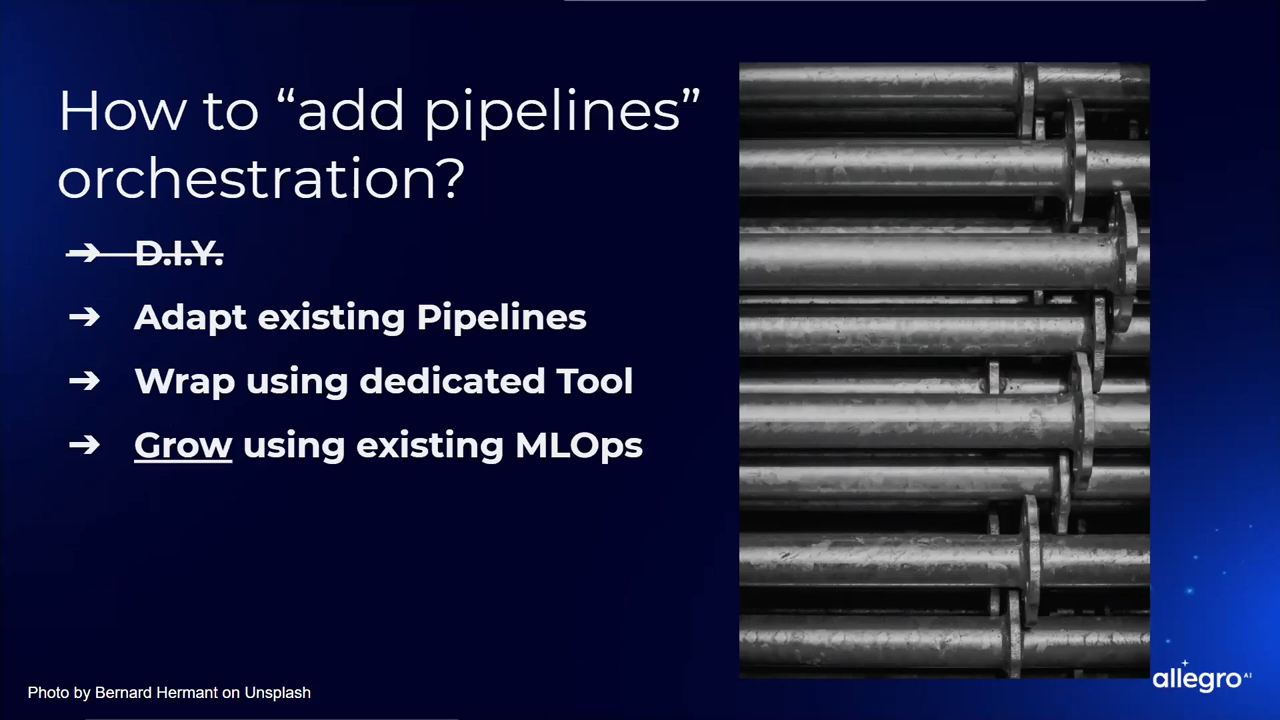 How to “add pipelines”
orchestration?
➔ D.I.Y.
➔ Adapt existing Pipelines
➔ Wrap using dedicated Tool
➔ Grow using existing MLOps
Photo by Bernard Hermant on Unsplash
allegro AI